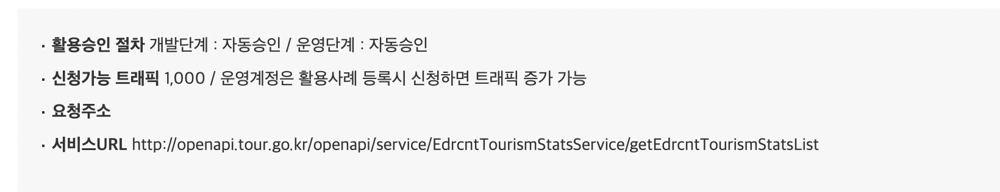 · 활용승인 절차 개발단계 : 자동승인 / 운영단계 : 자동승인
· 신청가능 트래픽 1,000 / 운영계정은 활용사례 등록시 신청하면 트래픽 증가 가능
· 요청주소
· 서비스URL http://openapi.tour.go.kr/openapi/service/EdrcntTourismStatsService/getEdrcntTourismStatsList